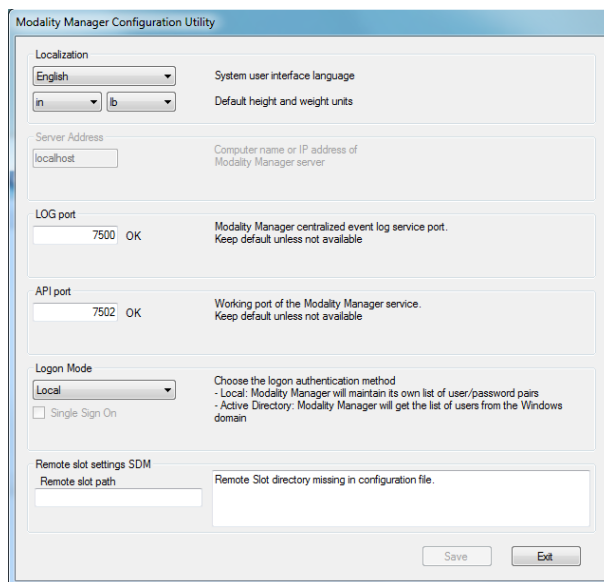 Modality Manager Configuration Utility
Localization
English
System user interface language
in
lb
Default height and weight units
Server Address
localhost
Computer name or IP address of
Modality Manager server
LOG port
7500
OK
Modality Manager centralized event log service port.
Keep default unless not available
API port
7502
OK
Working port of the Modality Manager service.
Keep default unless not available
Logon Mode
Local
Single Sign On
Choose the logon authentication method
- Local: Modality Manager will maintain its own list of user/password pairs
- Active Directory: Modality Manager will get the list of users from the Windows
domain
Remote slot settings SDM
Remote slot path
Remote Slot directory missing in configuration file.
Save
Exit